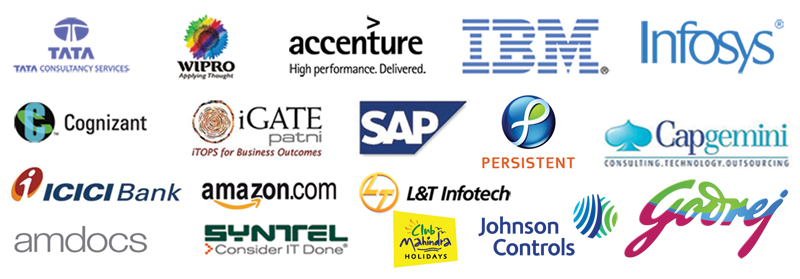 TATA
TATA CONSULTANCY SERVICES
WIPRO
Applying Thought
accenture
High performance. Delivered.
IBM®
Infosys®
Cognizant
iGATE
patni
iTOPS for Business Outcomes
SAP
PERSISTENT
Capgemini
CONSULTING.TECHNOLOGY.OUTSOURCING
ICICI Bank
amazon.com
L&T Infotech
amdocs
SYNTEL
Consider IT Done®
Club
Mahindra
HOLIDAYS
Johnson
Controls
Godrej